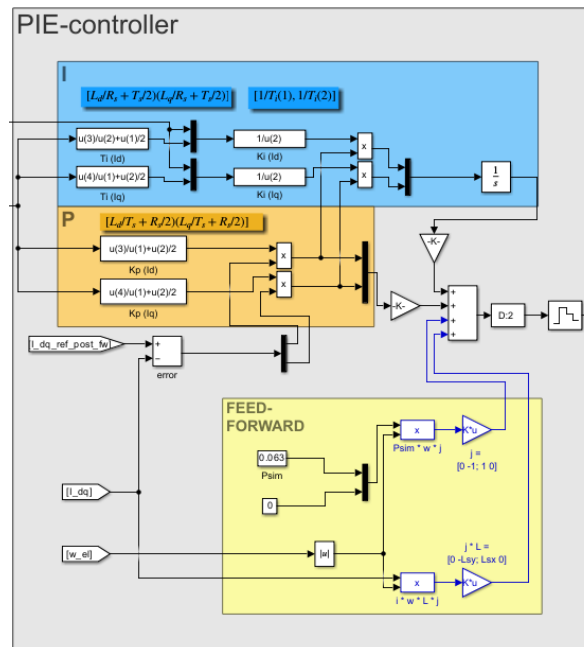 PIE-controller
I
[L_d/R_s + T_s/2)(L_q/R_s + T_s/2)]
[1/T_i(1), 1/T_i(2)]
u(3)/u(2)+u(1)/2
Ti (Id)
1/u(2)
Ki (Id)
x
u(4)/u(1)+u(2)/2
Ti (Iq)
1/u(2)
Ki (Iq)
x
1
s
P
[L_d/T_s + R_s/2)(L_q/T_s + R_s/2)]
u(3)/u(1)+u(2)/2
Kp (Id)
x
u(4)/u(1)+u(2)/2
Kp (Iq)
x
-K-
-K-
+
+
+
+
D:2
I_dq_ref_post_fw
+
−
error
FEED-
FORWARD
0.063
Psim
0
x
Psim * w * j
K*u
j =
[0 -1; 1 0]
[I_dq]
[w_el]
|u|
x
i * w * L * j
j * L =
[0 -Lsy; Lsx 0]
K*u